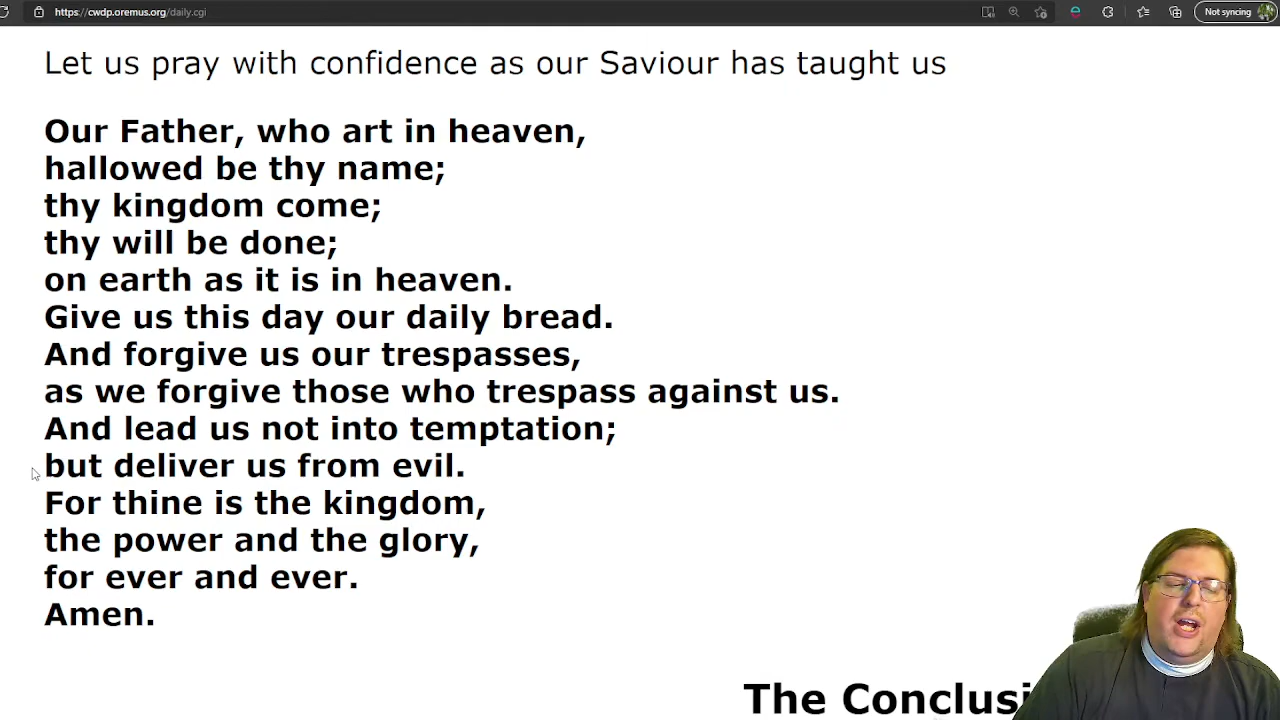 https://cwdp.oremus.org/daily.cgi
Not syncing
Let us pray with confidence as our Saviour has taught us
Our Father, who art in heaven,
hallowed be thy name;
thy kingdom come;
thy will be done;
on earth as it is in heaven.
Give us this day our daily bread.
And forgive us our trespasses,
as we forgive those who trespass against us.
And lead us not into temptation;
but deliver us from evil.
For thine is the kingdom,
the power and the glory,
for ever and ever.
Amen.
The Conclusi